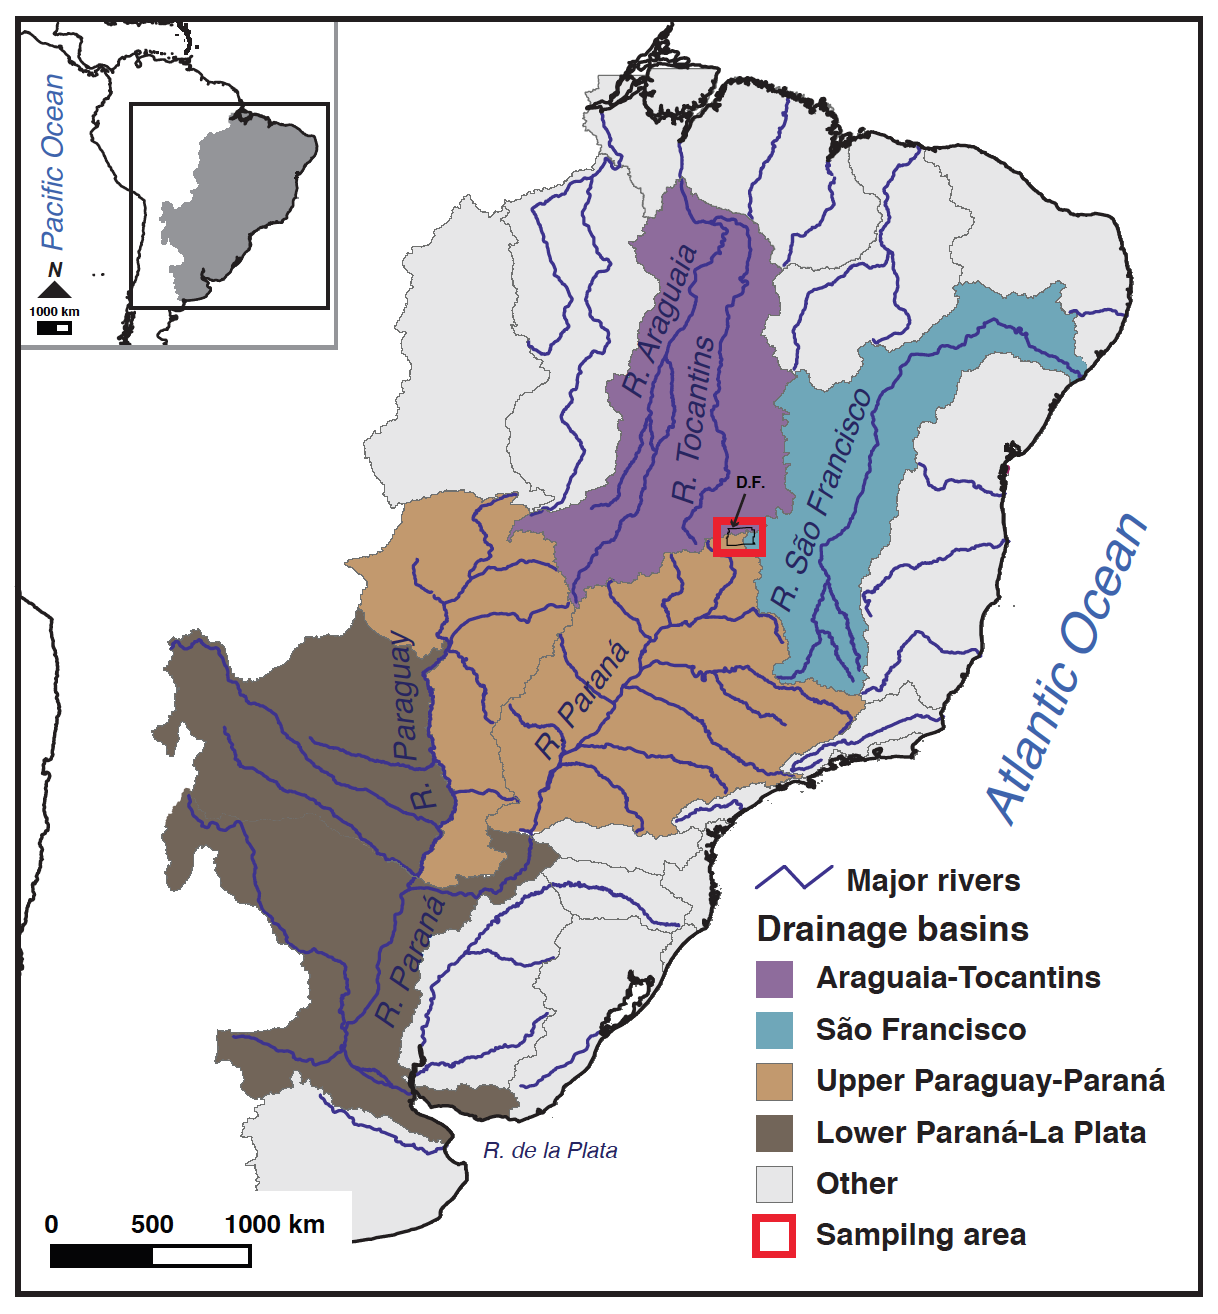 Pacific Ocean
N
1000 km
R. Araguaia
R. Tocantins
D.F.
R. São Francisco
R. Paraguay
R. Paraná
R. Paraná
Atlantic Ocean
R. de la Plata
Major rivers
Drainage basins
Araguaia-Tocantins
São Francisco
Upper Paraguay-Paraná
Lower Paraná-La Plata
Other
Sampilng area
0 500 1000 km